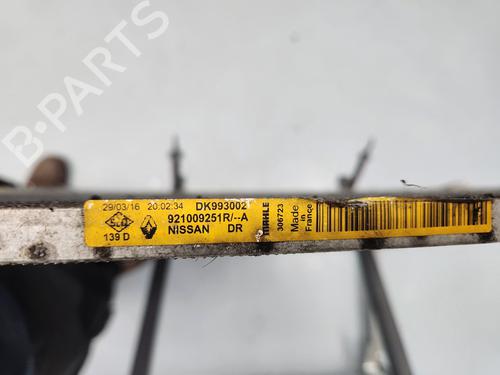 B-PARTS
29/03/16 20:02:34 DK993002
921009251R/--A
139 D NISSAN DR
MAHLE
306723
Made in France